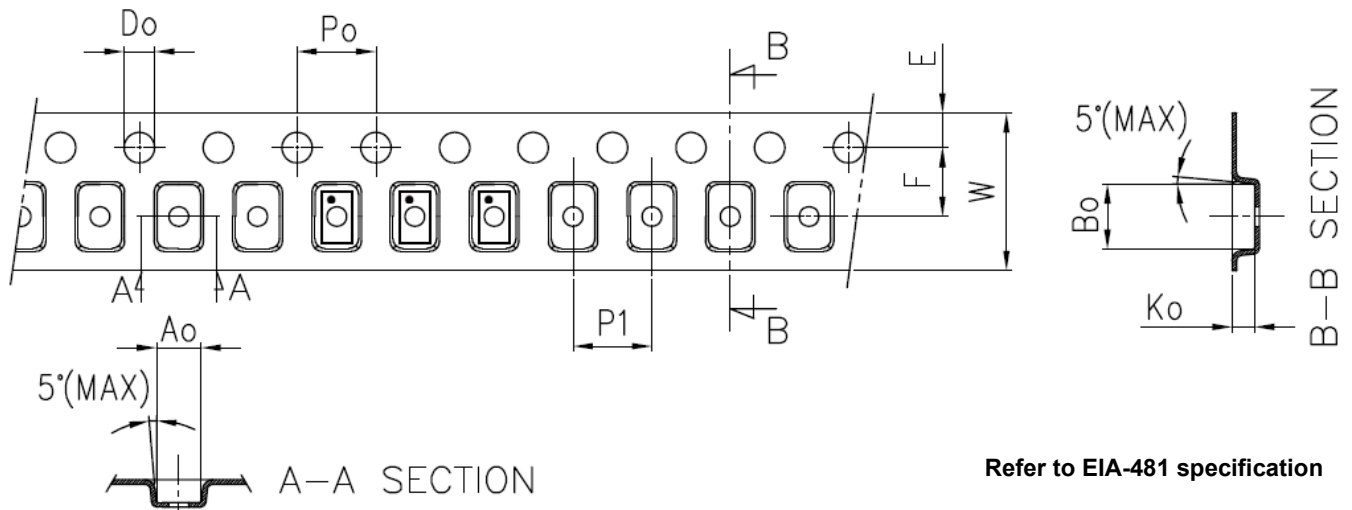 Do
Po
B
E
5°(MAX)
F
W
Bo
B-B SECTION
A
A
Ko
P1
B
Ao
5°(MAX)
A-A SECTION
Refer to EIA-481 specification